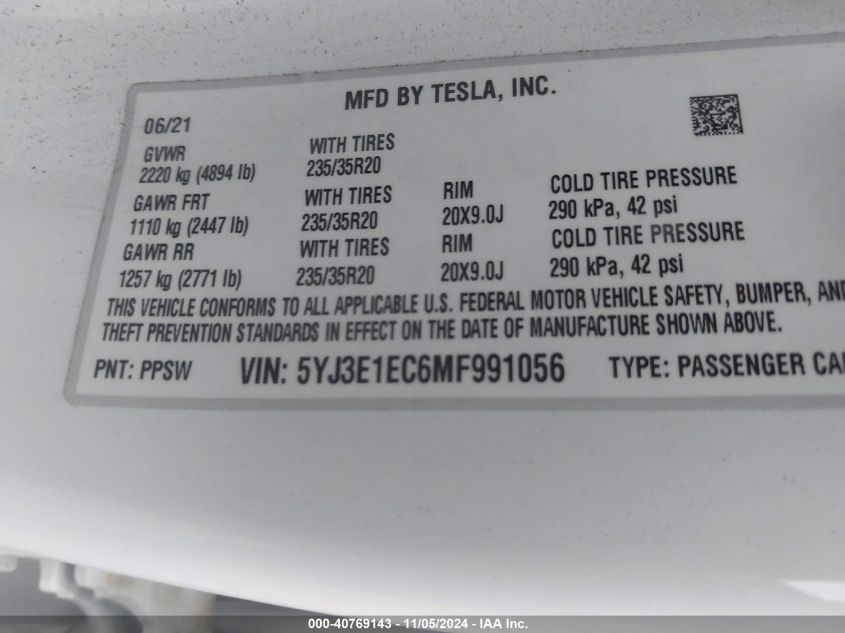 MFD BY TESLA, INC.
06/21
GVWR
2220 kg (4894 lb)
WITH TIRES
235/35R20
GAWR FRT
1110 kg (2447 lb)
WITH TIRES
235/35R20
RIM
20X9.0J
COLD TIRE PRESSURE
290 kPa, 42 psi
GAWR RR
1257 kg (2771 lb)
WITH TIRES
235/35R20
RIM
20X9.0J
COLD TIRE PRESSURE
290 kPa, 42 psi
THIS VEHICLE CONFORMS TO ALL APPLICABLE U.S. FEDERAL MOTOR VEHICLE SAFETY, BUMPER, AND
THEFT PREVENTION STANDARDS IN EFFECT ON THE DATE OF MANUFACTURE SHOWN ABOVE.
PNT: PPSW VIN: 5YJ3E1EC6MF991056 TYPE: PASSENGER CA
000-40769143 - 11/05/2024 - IAA Inc.